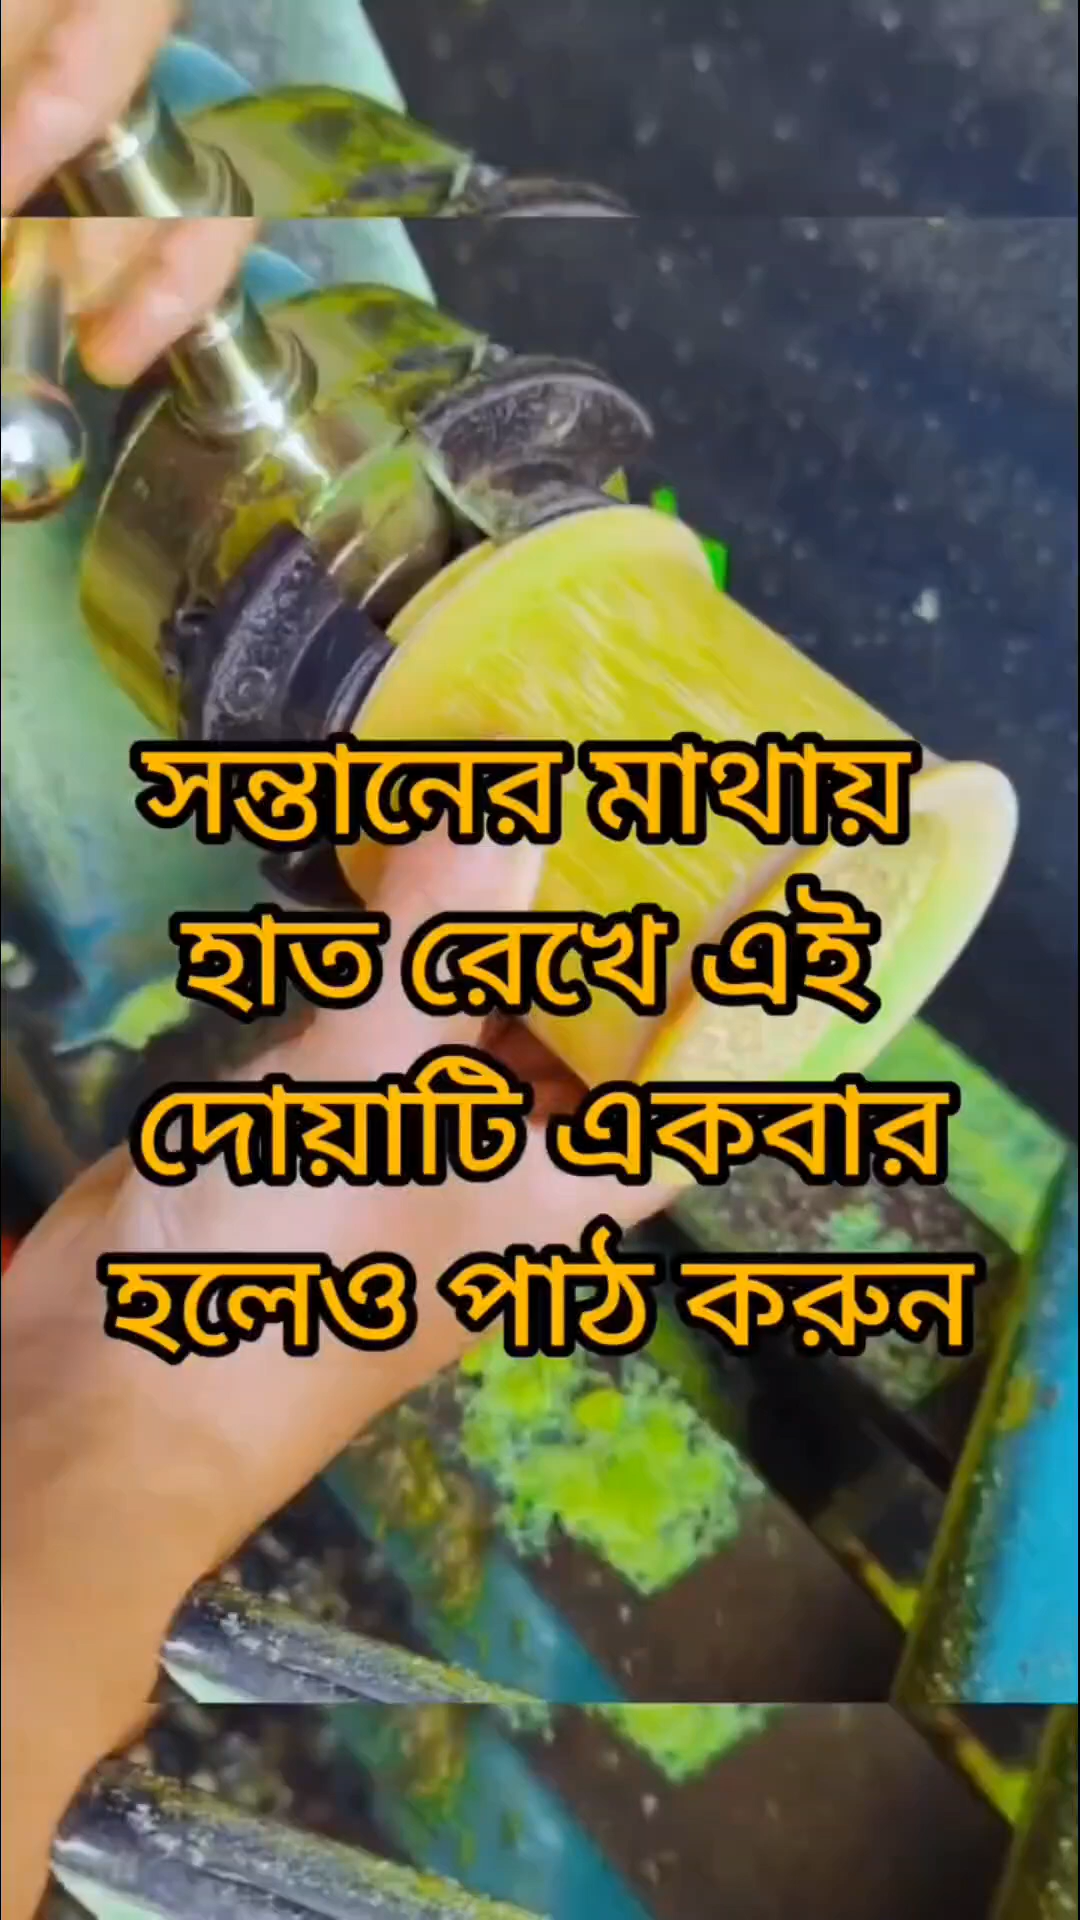 সন্তানের মাথায়
হাত রেখে এই
দোয়াটি একবার
হলেও পাঠ করুন